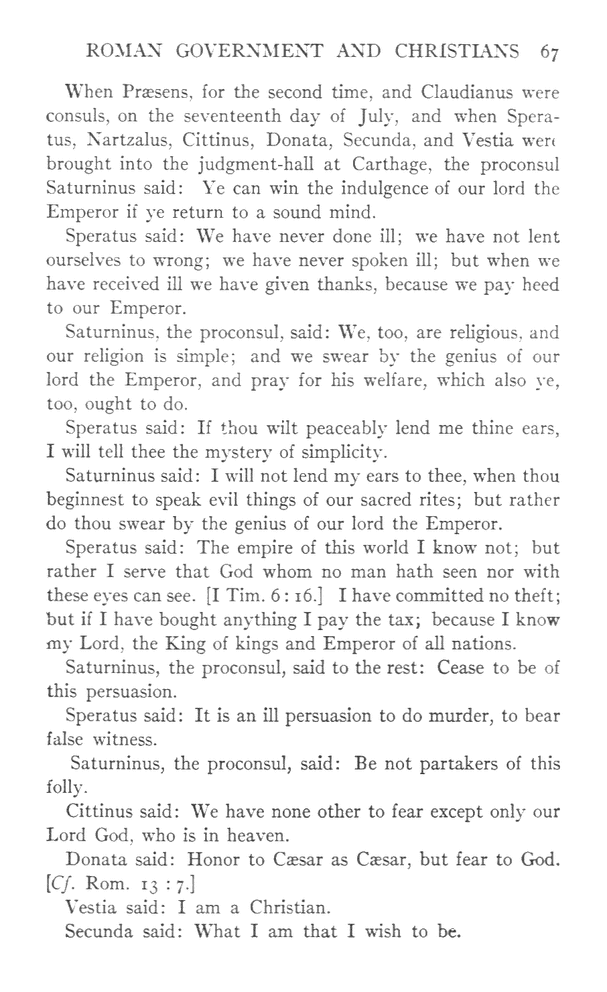 ROMAN GOVERNMENT AND CHRISTIANS 67
When Præsens, for the second time, and Claudianus were
consuls, on the seventeenth day of July, and when Spera-
tus, Nartzalus, Cittinus, Donata, Secunda, and Vestia were
brought into the judgment-hall at Carthage, the proconsul
Saturninus said: Ye can win the indulgence of our lord the
Emperor if ye return to a sound mind.
Speratus said: We have never done ill; we have not lent
ourselves to wrong; we have never spoken ill; but when we
have received ill we have given thanks, because we pay heed
to our Emperor.
Saturninus, the proconsul, said: We, too, are religious, and
our religion is simple; and we swear by the genius of our
lord the Emperor, and pray for his welfare, which also ye,
too, ought to do.
Speratus said: If thou wilt peaceably lend me thine ears,
I will tell thee the mystery of simplicity.
Saturninus said: I will not lend my ears to thee, when thou
beginnest to speak evil things of our sacred rites; but rather
do thou swear by the genius of our lord the Emperor.
Speratus said: The empire of this world I know not; but
rather I serve that God whom no man hath seen nor with
these eyes can see. [I Tim. 6: 16.] I have committed no theft;
but if I have bought anything I pay the tax; because I know
my Lord, the King of kings and Emperor of all nations.
Saturninus, the proconsul, said to the rest: Cease to be of
this persuasion.
Speratus said: It is an ill persuasion to do murder, to bear
false witness.
Saturninus, the proconsul, said: Be not partakers of this
folly.
Cittinus said: We have none other to fear except only our
Lord God, who is in heaven.
Donata said: Honor to Cæsar as Cæsar, but fear to God.
[Cf. Rom. 13 : 7.]
Vestia said: I am a Christian.
Secunda said: What I am that I wish to be.